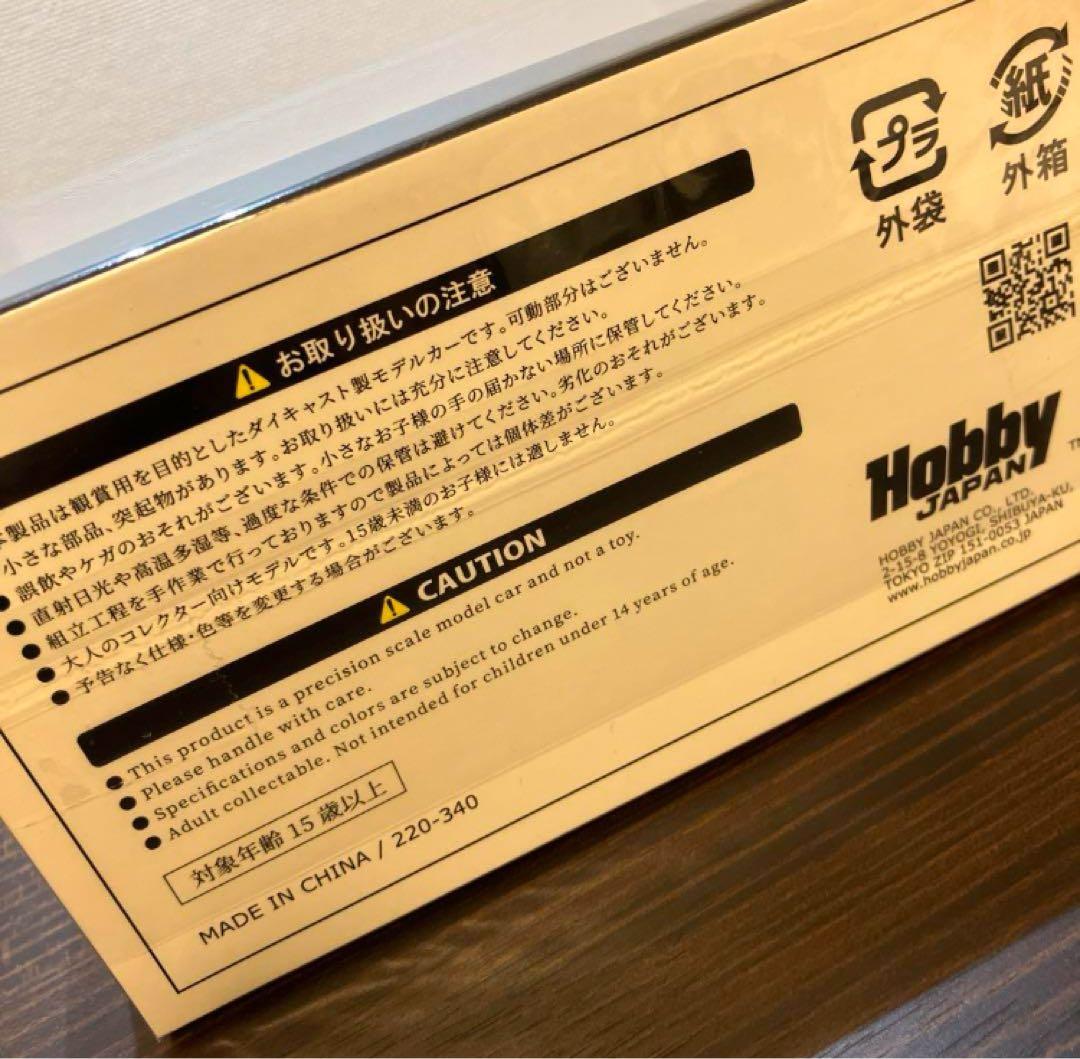 プラ
外袋
紙
外箱
お取り扱いの注意
本製品は観賞用を目的としたダイキャスト製モデルカーです。可動部分はございません。
小さな部品、突起物があります。お取り扱いには充分に注意してください。
誤飲やケガのおそれがございます。小さなお子様の手の届かない場所に保管してください。
直射日光や高温多湿等、過度な条件での保管は避けてください。劣化のおそれがございます。
組立工程を手作業で行っておりますので製品によっては個体差がございます。
大人のコレクター向けモデルです。15歳未満のお子様には適しません。
予告なく仕様・色等を変更する場合がございます。
CAUTION
This product is a precision scale model car and not a toy.
Please handle with care.
Specifications and colors are subject to change.
Adult collectable. Not intended for children under 14 years of age.
対象年齢15歳以上
MADE IN CHINA / 220-340
Hobby
JAPAN
TM
HOBBY JAPAN CO., LTD.
2-15-8 YOYOGI, SHIBUYA-KU,
TOKYO ZIP 151-0053 JAPAN
www.hobbyjapan.co.jp